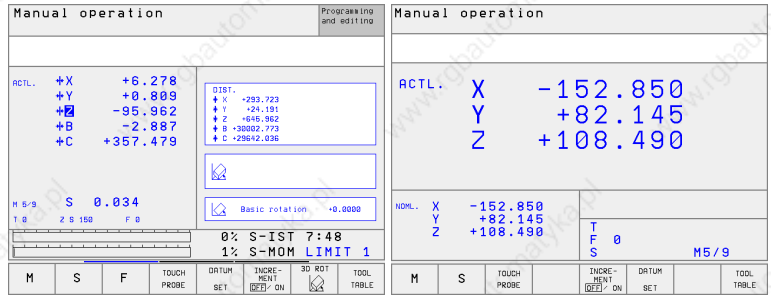 Manual operation
Programming
and editing
ACTL.
X +6.278
Y +0.809
Z -95.962
B -2.887
C +357.479
S 0.034
M 5/9
T 0 Z S 150 F 0
DIST.
X +293.723
Y +24.191
Z +645.962
B +30002.773
C +29642.036
Basic rotation +0.0000
0% S-IST 7:48
1% S-MOM LIMIT 1
M
S
F
TOUCH
PROBE
DATUM
SET
INCRE-
MENT
OFF/ ON
3D ROT
TOOL
TABLE
Manual operation
ACTL.
X -152.850
Y +82.145
Z +108.490
NOML.
X -152.850
Y +82.145
Z +108.490
T
F 0
S M5/9
M
S
TOUCH
PROBE
INCRE-
MENT
OFF/ ON
DATUM
SET
TOOL
TABLE